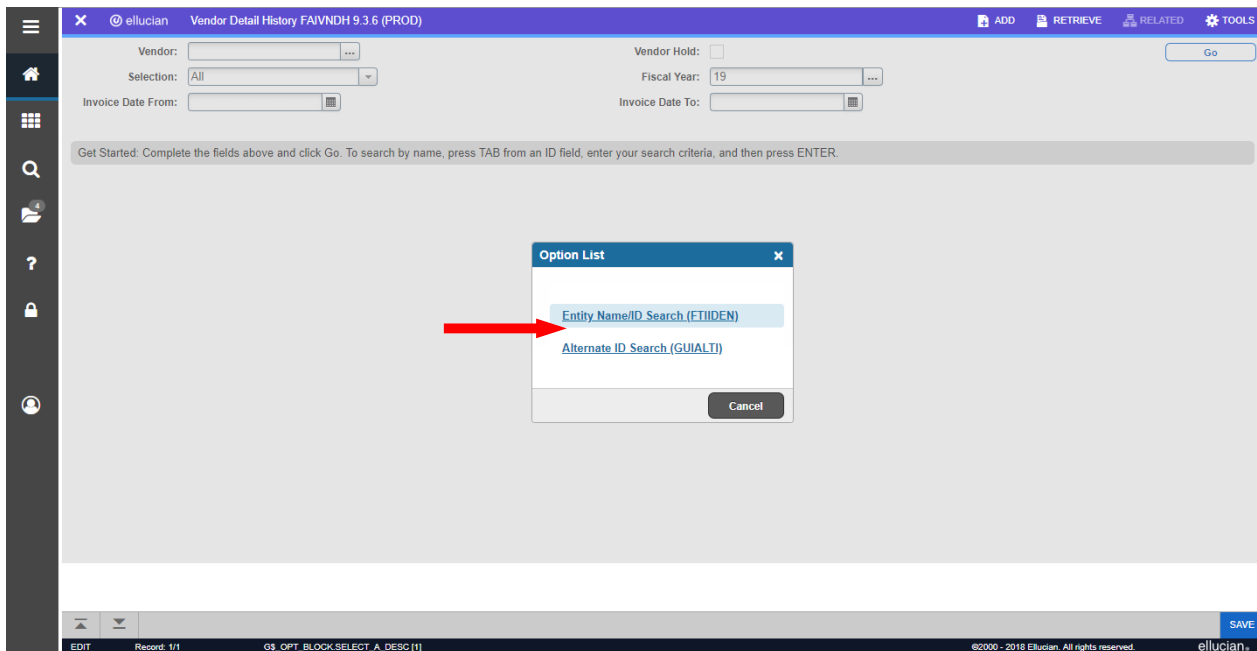 ellucian Vendor Detail History FAIVNDH 9.3.6 (PROD) ADD RETRIEVE RELATED TOOLS
Vendor: ... Vendor Hold: Go
Selection: All Fiscal Year: 19 ...
Invoice Date From: Invoice Date To:
Get Started: Complete the fields above and click Go. To search by name, press TAB from an ID field, enter your search criteria, and then press ENTER.
4
?
Option List
Entity Name/ID Search (FTIIDEN)
Alternate ID Search (GUIALTI)
Cancel
SAVE
EDIT Record: 1/1 G$_OPT_BLOCK.SELECT_A_DESC [1] ©2000 - 2018 Ellucian. All rights reserved. ellucian.